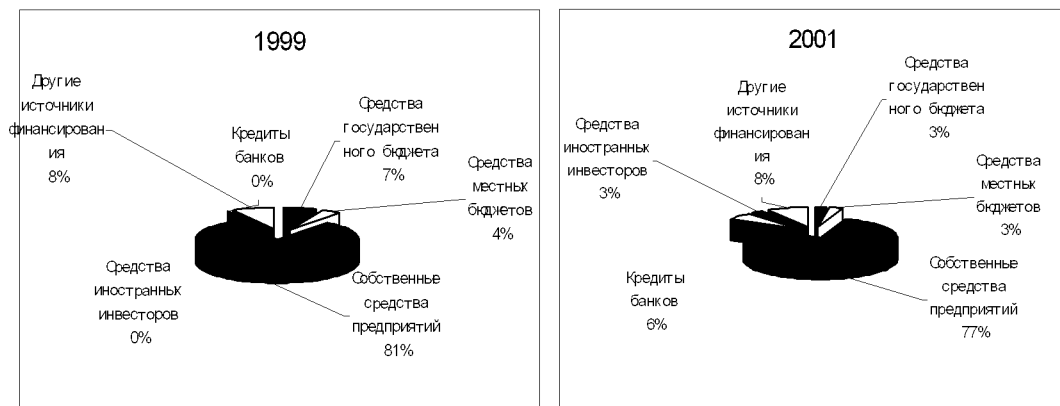 1999
Другие
источники
финансирован
ия
8%
Кредиты
банков
0%
Средства
государствен
ного бюджета
7%
Средства
местных
бюджетов
4%
Средства
иностранных
инвесторов
0%
Собственные
средства
предприятий
81%
2001
Средства
иностранных
инвесторов
3%
Другие
источники
финансирован
ия
8%
Средства
государствен
ного бюджета
3%
Средства
местных
бюджетов
3%
Кредиты
банков
6%
Собственные
средства
предприятий
77%